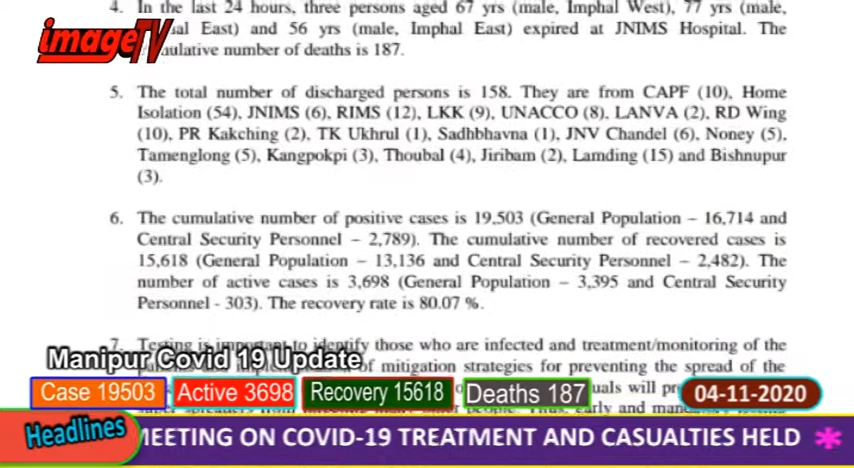 4. In the last 24 hours, three persons aged 67 yrs (male, Imphal West), 77 yrs (male,
East) and 56 yrs (male, Imphal East) expired at JNIMS Hospital. The
number of deaths is 187.
imageTV
5. The total number of discharged persons is 158. They are from CAPF (10), Home
Isolation (54), JNIMS (6), RIMS (12), LKK (9), UNACCO (8), LANVA (2), RD Wing
(10), PR Kakching (2), TK Ukhrul (1), Sadhbhavna (1), JNV Chandel (6), Noney (5),
Tamenglong (5), Kangpokpi (3), Thoubal (4), Jiribam (2), Lamding (15) and Bishnupur
(3).
6. The cumulative number of positive cases is 19,503 (General Population – 16,714 and
Central Security Personnel – 2,789). The cumulative number of recovered cases is
15,618 (General Population – 13,136 and Central Security Personnel – 2,482). The
number of active cases is 3,698 (General Population – 3,395 and Central Security
Personnel - 303). The recovery rate is 80.07 %.
7. Testing is important to identify those who are infected and treatment/monitoring of the
of mitigation strategies for preventing the spread of the
Manipur Covid 19 Update
Case 19503 Active 3698 Recovery 15618 Deaths 187 04-11-2020
will
people. Thus, early and
Headlines MEETING ON COVID-19 TREATMENT AND CASUALTIES HELD